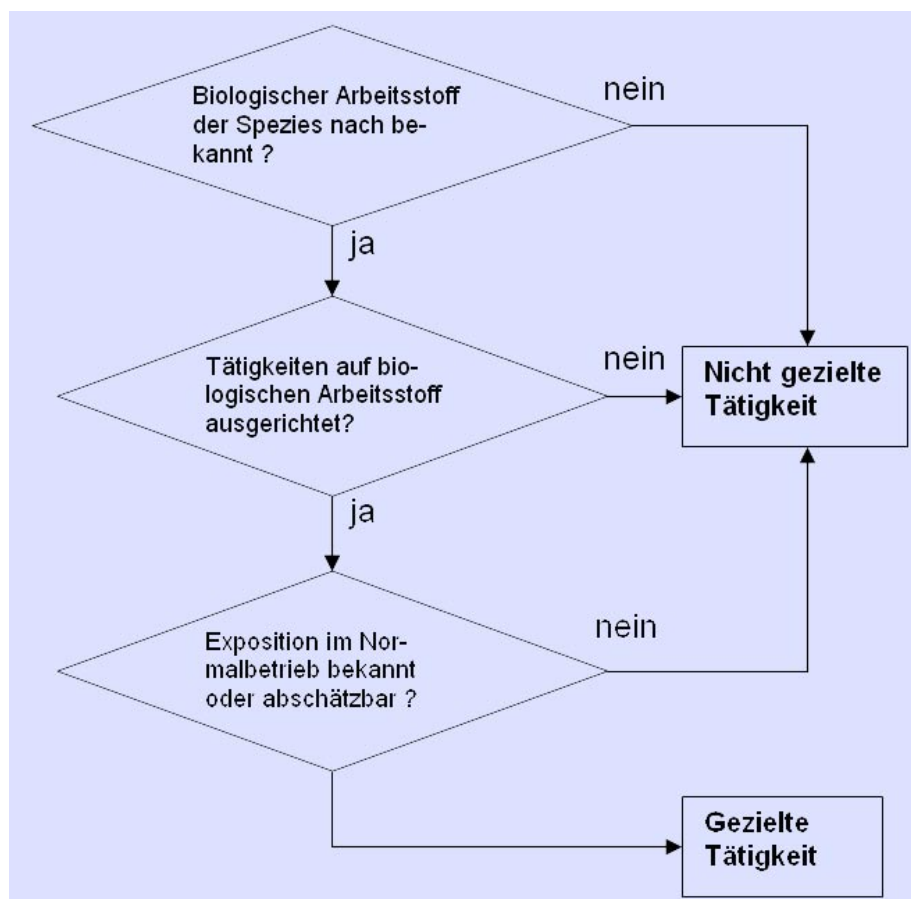 Biologischer Arbeitsstoff
der Spezies nach be-
kannt ?
nein
ja
Tätigkeiten auf bio-
logischen Arbeitsstoff
ausgerichtet?
nein
Nicht gezielte
Tätigkeit
ja
Exposition im Nor-
malbetrieb bekannt
oder abschätzbar ?
nein
Gezielte
Tätigkeit